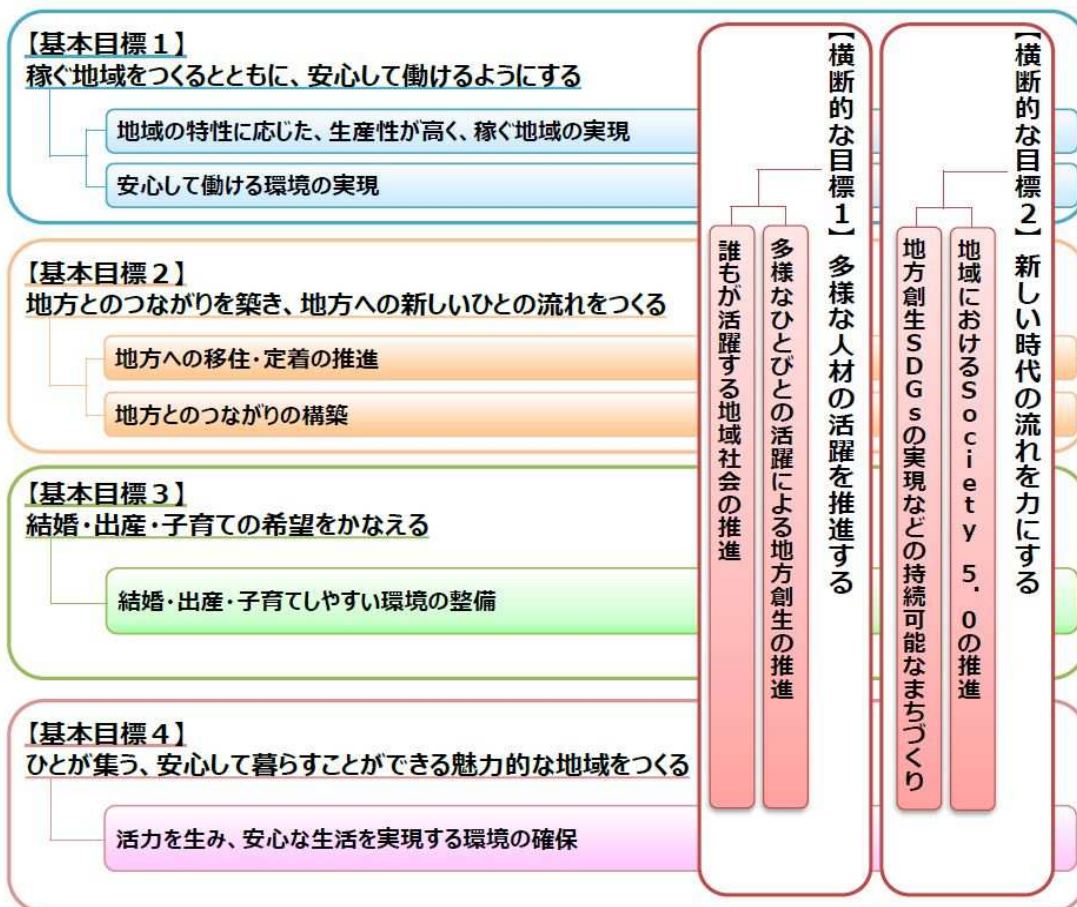 【基本目標１】
稼ぐ地域をつくるとともに、安心して働けるようにする
地域の特性に応じた、生産性が高く、稼ぐ地域の実現
安心して働ける環境の実現
【基本目標２】
地方とのつながりを築き、地方への新しいひとの流れをつくる
地方への移住・定着の推進
地方とのつながりの構築
【基本目標３】
結婚・出産・子育ての希望をかなえる
結婚・出産・子育てしやすい環境の整備
【基本目標４】
ひとが集う、安心して暮らすことができる魅力的な地域をつくる
活力を生み、安心な生活を実現する環境の確保
【横断的な目標１】多様な人材の活躍を推進する
多様なひとびとの活躍による地方創生の推進
誰もが活躍する地域社会の推進
【横断的な目標２】新しい時代の流れを力にする
地域におけるSociety 5.0の推進
地方創生SDGsの実現などの持続可能なまちづくり